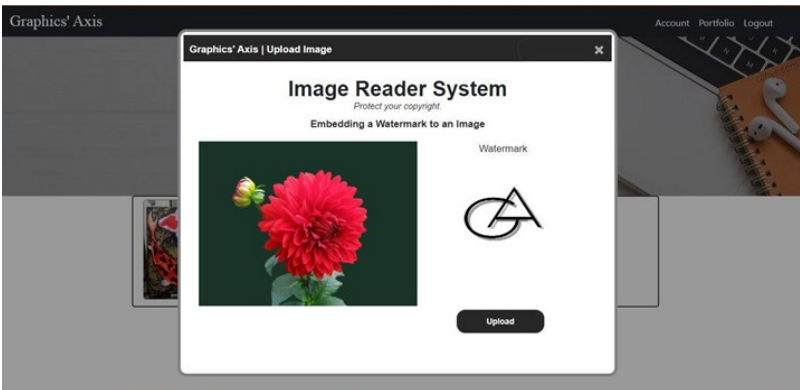 Graphics' Axis
Account Portfolio Logout
Graphics' Axis | Upload Image
Image Reader System
Protect your copyright.
Embedding a Watermark to an Image
Watermark
GA
Upload